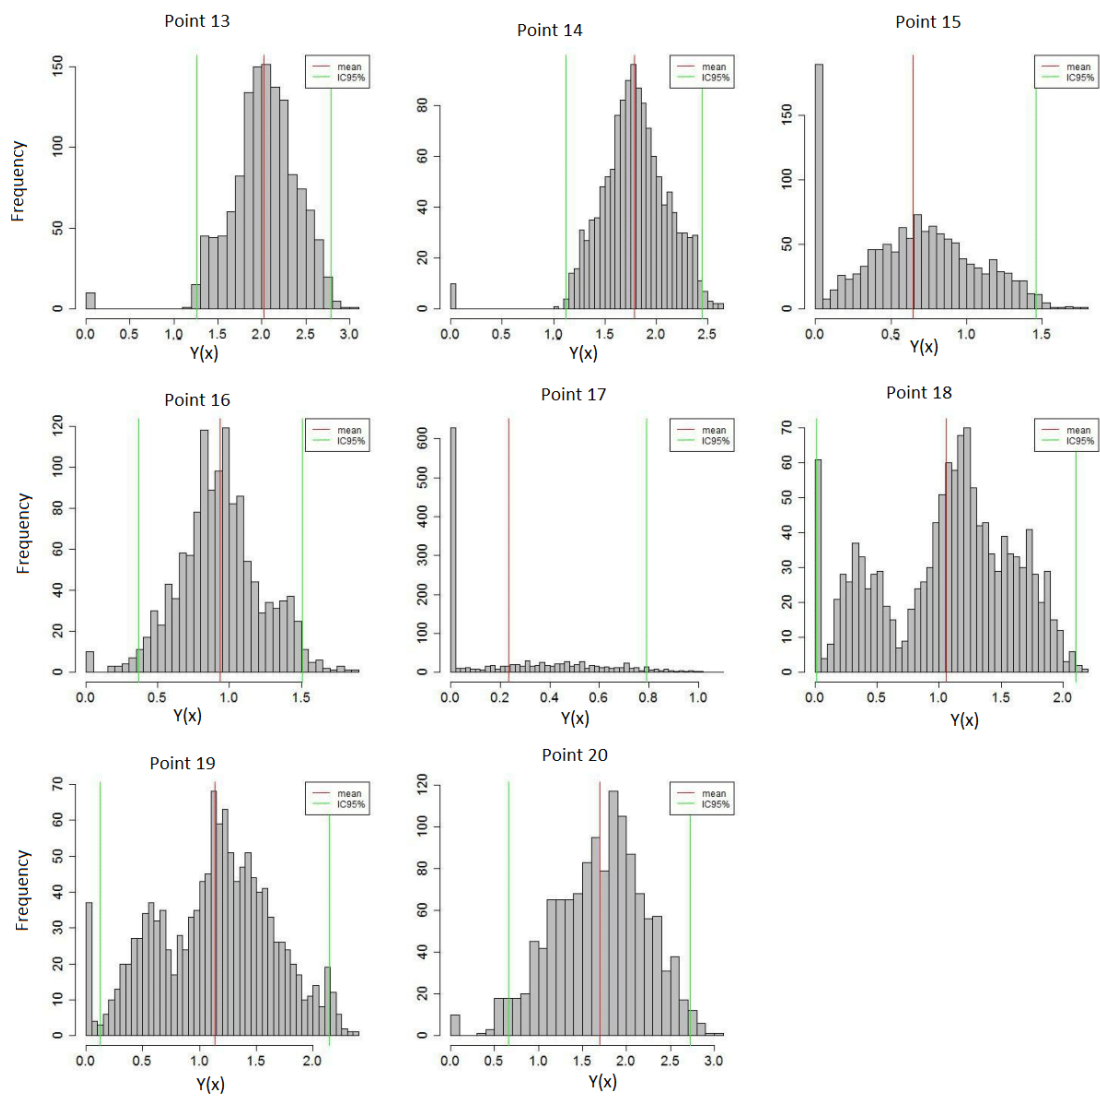 Point 13
Point 14
Point 15
mean
IC95%
mean
IC95%
mean
IC95%
Frequency
150
100
50
0
80
60
40
20
0
150
100
50
0
0.0 0.5 1.0 1.5 2.0 2.5 3.0
0.0 0.5 1.0 1.5 2.0 2.5
0.0 0.5 1.0 1.5
Y(x)
Y(x)
Y(x)
Point 16
Point 17
Point 18
mean
IC95%
mean
IC95%
mean
IC95%
Frequency
120
100
80
60
40
20
0
600
500
400
300
200
100
0
70
60
50
40
30
20
10
0
0.0 0.5 1.0 1.5
0.0 0.2 0.4 0.6 0.8 1.0
0.0 0.5 1.0 1.5 2.0
Y(x)
Y(x)
Y(x)
Point 19
Point 20
mean
IC95%
mean
IC95%
Frequency
70
60
50
40
30
20
10
0
120
100
80
60
40
20
0
0.0 0.5 1.0 1.5 2.0
0.0 0.5 1.0 1.5 2.0 2.5 3.0
Y(x)
Y(x)